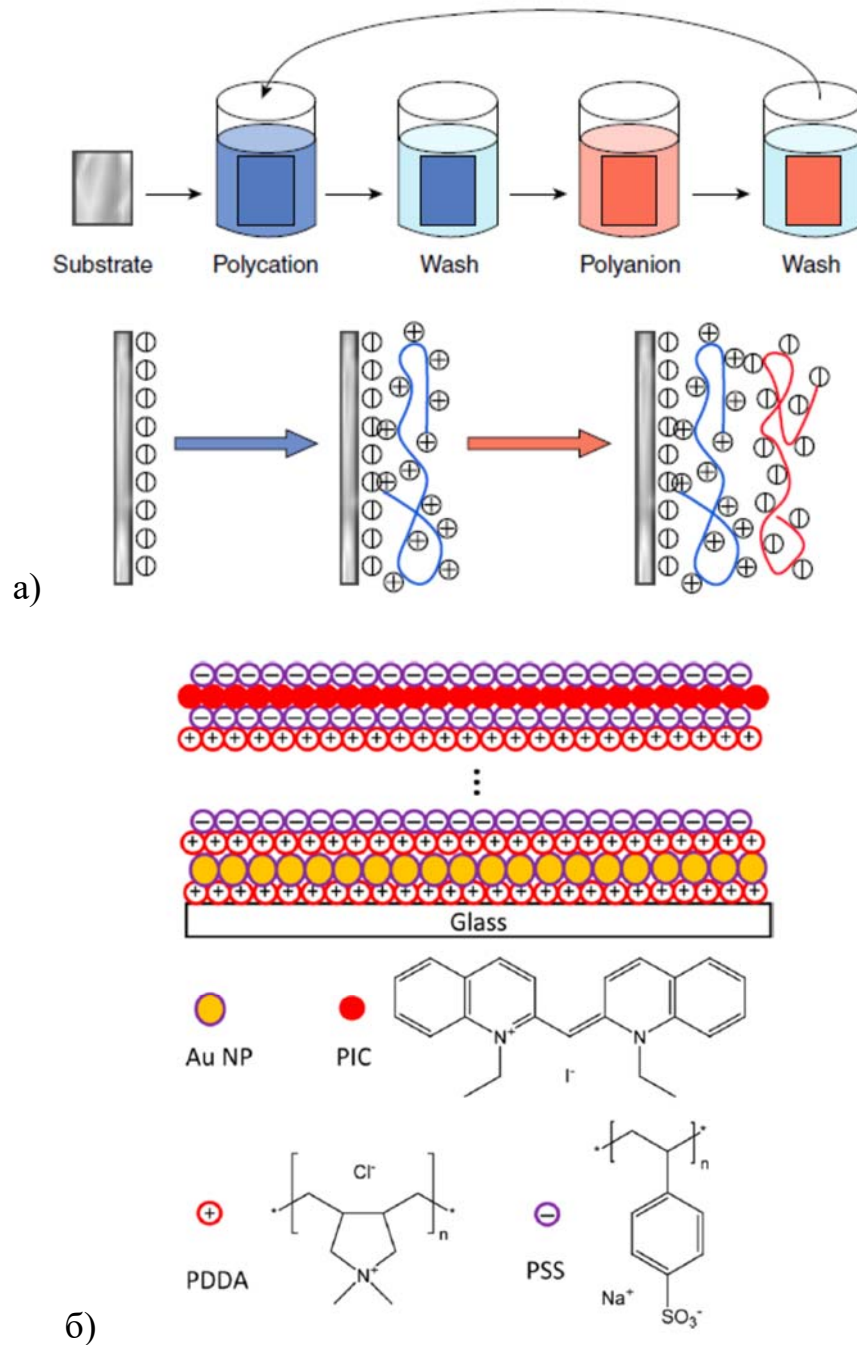 Substrate Polycation Wash Polyanion Wash
а)
Glass
Au NP PIC
N⁺ N
I⁻
Cl⁻
n
N⁺
PDDA
PSS
* *
n
Na⁺
SO₃⁻
б)